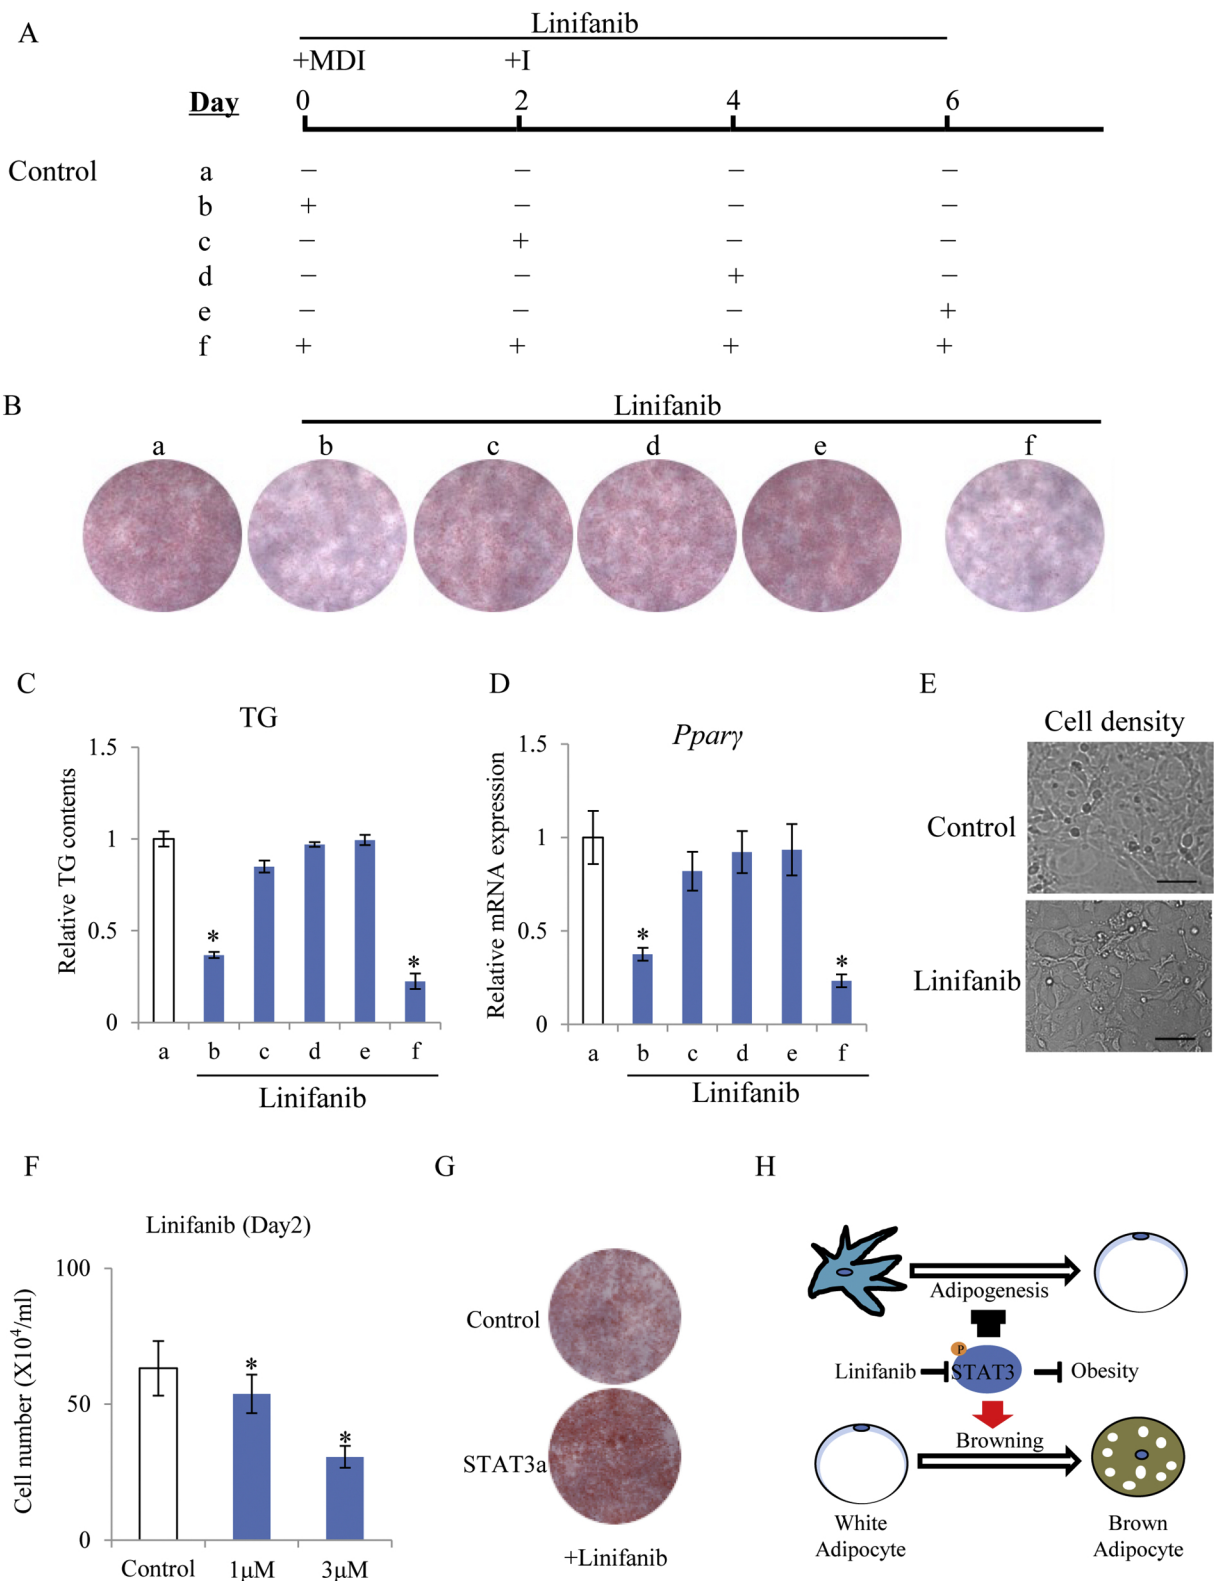 A
Linifanib
+MDI +I
Day 0 2 4 6
Control a − − − −
b + − − −
c − + − −
d − − + −
e − − − +
f + + + +
B
Linifanib
a b c d e f
C
TG
Relative TG contents
1.5
1
0.5
0
* *
a b c d e f
Linifanib
D
Pparγ
Relative mRNA expression
1.5
1
0.5
0
* *
a b c d e f
Linifanib
E
Cell density
Control
Linifanib
F
Linifanib (Day2)
Cell number (X10⁴/ml)
100
50
0
* *
Control 1μM 3μM
G
Control
STAT3a
+Linifanib
H
Adipogenesis
P
Linifanib STAT3 Obesity
Browning
White
Adipocyte
Brown
Adipocyte